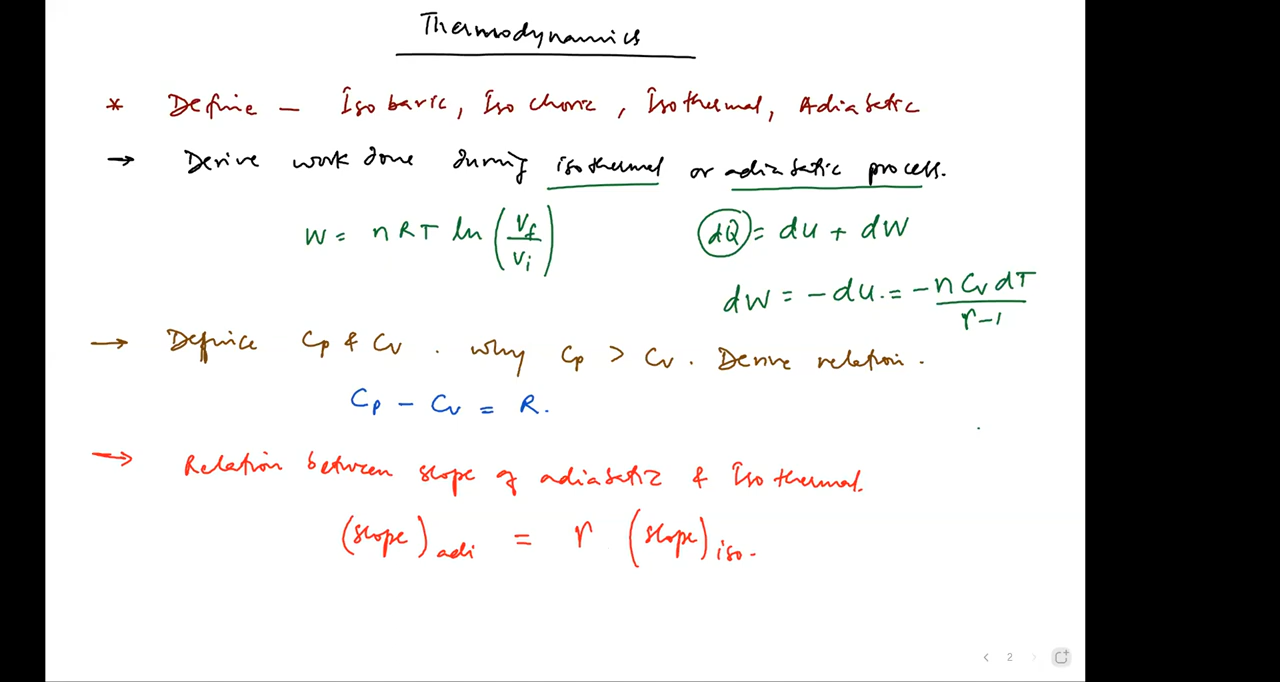 Thermodynamics
* Define – Isobaric, Isochoric, Isothermal, Adiabatic
→ Derive work done during isothermal or adiabatic process.
W = nRT ln (Vf/Vi)
dQ = du + dW
dW = -du. = -nCvdT/r-1
→ Definice Cp & Cv. why Cp > Cv. Derive relation.
Cp – Cv = R.
→ Relation between slope of adiabatic & Isothermal.
(slope)adi = r (slope)iso.
2